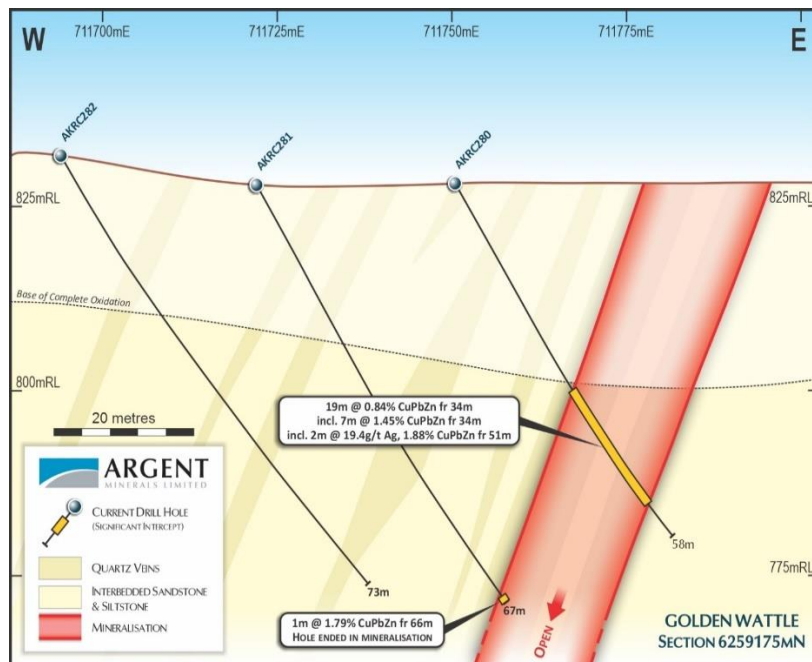 W
711700mE
711725mE
711750mE
711775mE
E
AKRC282
AKRC281
AKRC280
825mRL
825mRL
Base of Complete Oxidation
800mRL
800mRL
20 metres
19m @ 0.84% CuPbZn fr 34m
incl. 7m @ 1.45% CuPbZn fr 34m
incl. 2m @ 19.4g/t Ag, 1.88% CuPbZn fr 51m
ARGENT
MINERALS LIMITED
CURRENT DRILL HOLE
(SIGNIFICANT INTERCEPT)
QUARTZ VEINS
INTERBEDDED SANDSTONE
& SILTSTONE
MINERALISATION
58m
775mRL
73m
67m
1m @ 1.79% CuPbZn fr 66m
HOLE ENDED IN MINERALISATION
OPEN
GOLDEN WATTLE
SECTION 6259175MN